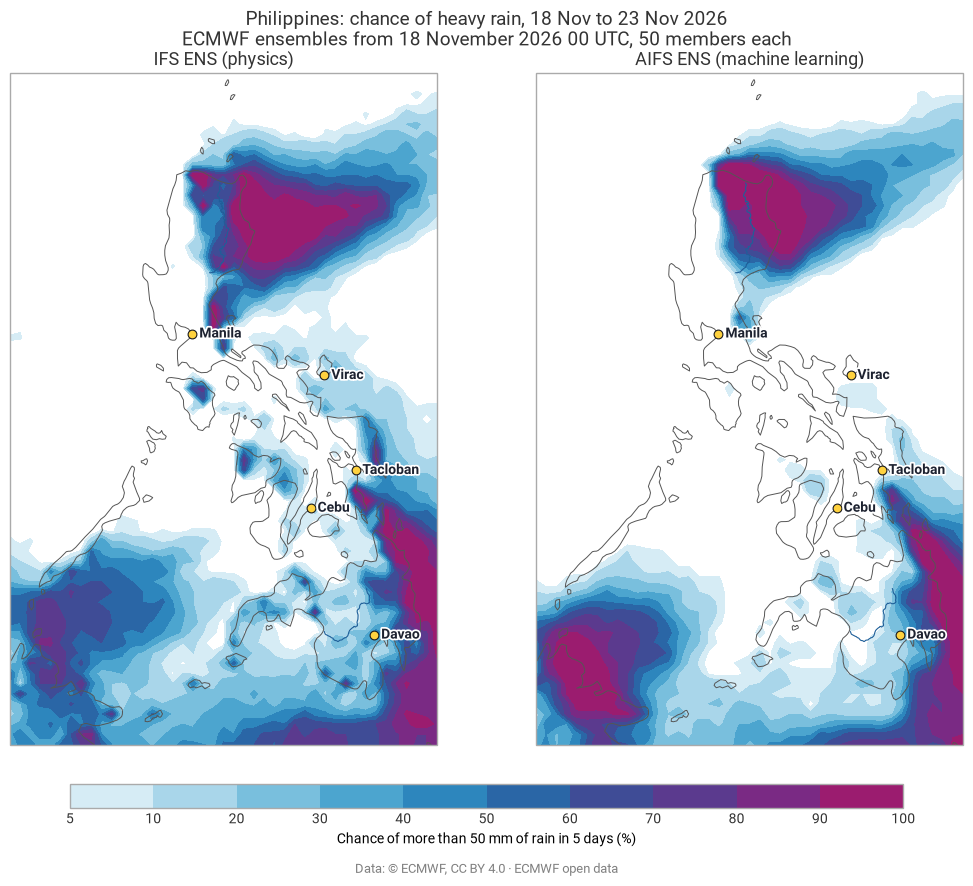 Philippines: chance of heavy rain, 18 Nov to 23 Nov 2026
ECMWF ensembles from 18 November 2026 00 UTC, 50 members each
IFS ENS (physics)
AIFS ENS (machine learning)
Manila
Virac
Tacloban
Cebu
Davao
Manila
Virac
Tacloban
Cebu
Davao
5 10 20 30 40 50 60 70 80 90 100
Chance of more than 50 mm of rain in 5 days (%)
Data: © ECMWF, CC BY 4.0 · ECMWF open data